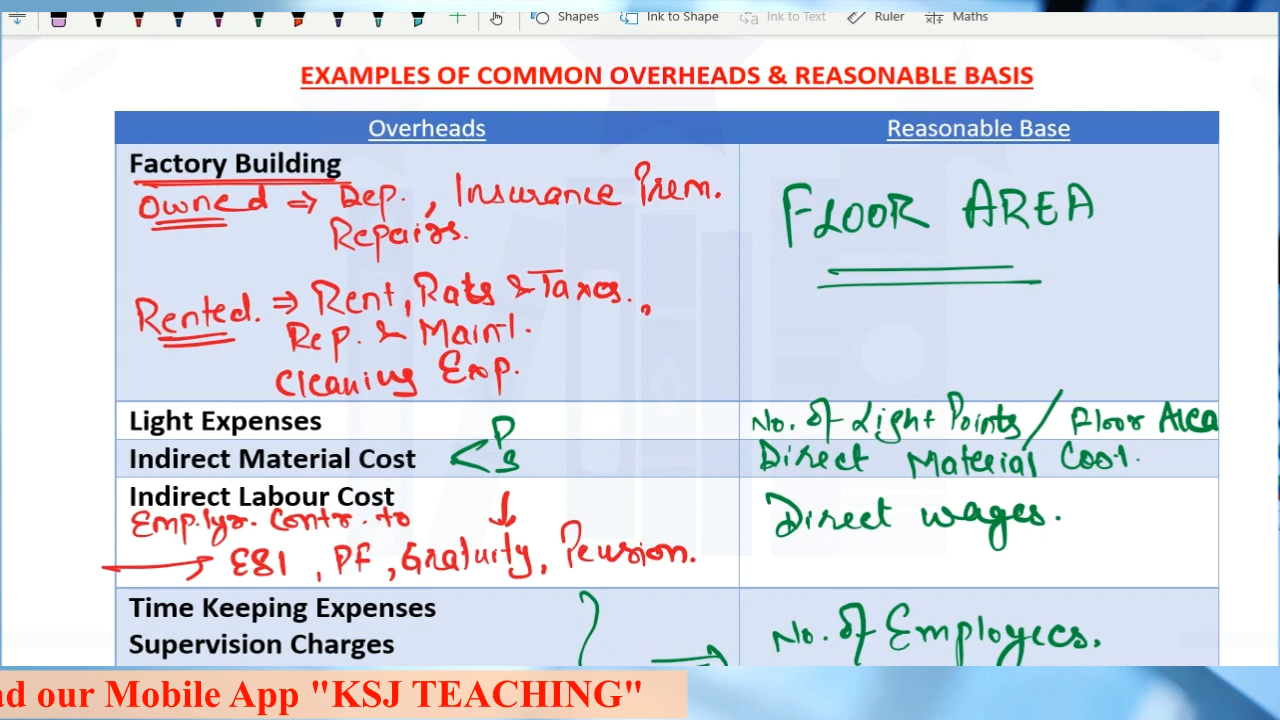 Shapes Ink to Shape Ink to Text Ruler Maths
EXAMPLES OF COMMON OVERHEADS & REASONABLE BASIS
Overheads Reasonable Base
Factory Building
Owned ⇒ Dep., Insurance Prem.
Repairs.
FLOOR AREA
Rented. ⇒ Rent, Rats & Taxes.,
Rep. & Maint.
Cleaning Exp.
Light Expenses No. Of Light Points / Floor Area
Indirect Material Cost < P S Direct Material Cost.
Indirect Labour Cost
Emplyr. Contr. to
Direct wages.
ESI, PF, Gratuity, Pension.
Time Keeping Expenses
Supervision Charges
No. Of Employees.
ad our Mobile App "KSJ TEACHING"